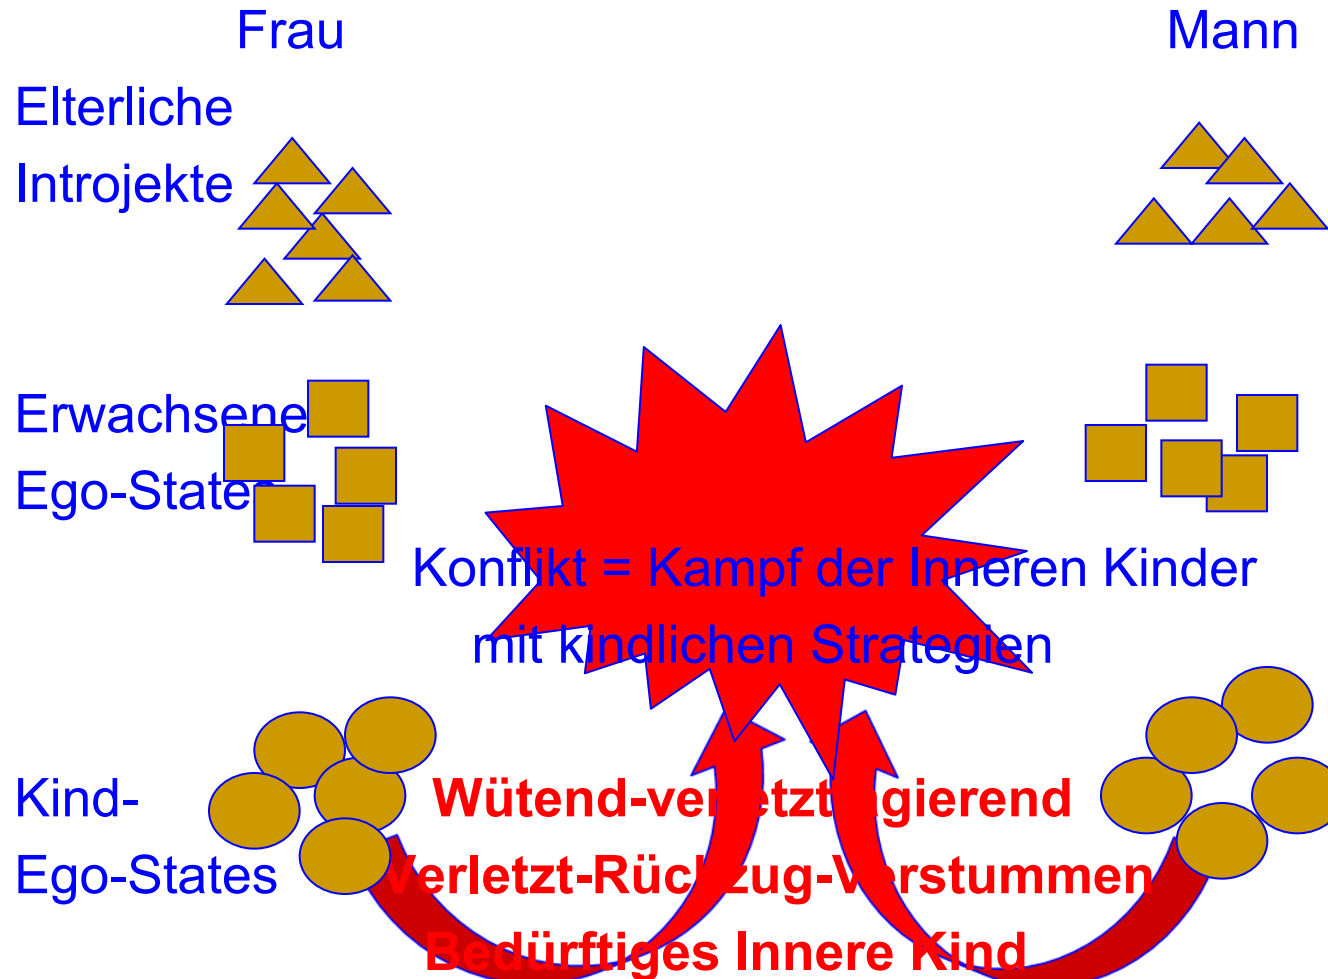 Frau
Mann
Elterliche
Introjekte
Erwachsene
Ego-States
Konflikt = Kampf der Inneren Kinder
mit kindlichen Strategien
Kind-
Ego-States
Wütend-verletzt agierend
Verletzt-Rückzug-Verstummen
Bedürftiges Innere Kind